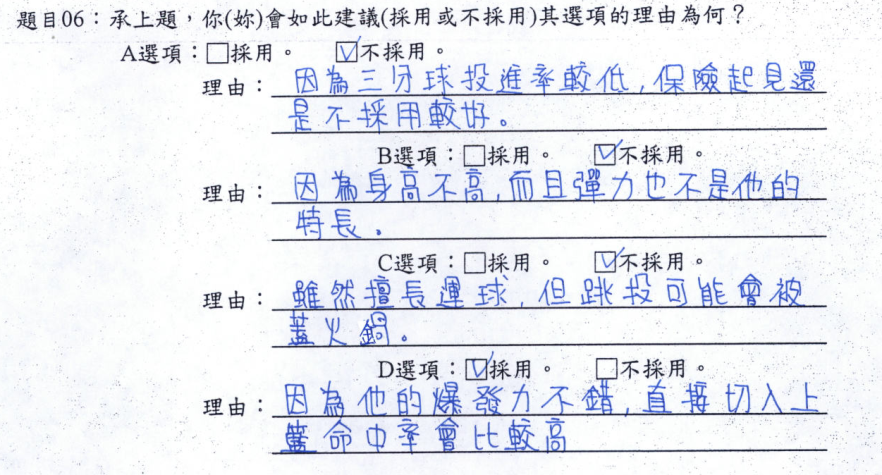 題目06：承上題，你(妳)會如此建議(採用或不採用)其選項的理由為何？
A選項：□採用。 ☑不採用。
理由：因為三分球投進率較低，保險起見還
是不採用較好。
B選項：□採用。 ☑不採用。
理由：因為身高不高，而且彈力也不是他的
特長。
C選項：□採用。 ☑不採用。
理由：雖然擅長運球，但跳投可能會被
蓋火鍋。
D選項：☑採用。 □不採用。
理由：因為他的爆發力不錯，直接切入上
籃命中率會比較高